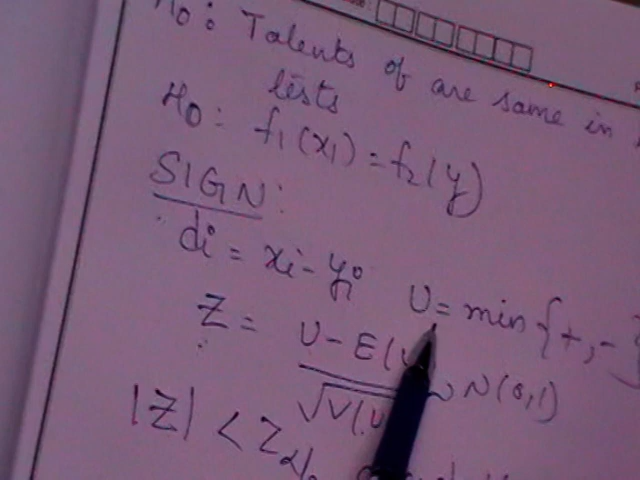 H₀: Talents of are same in
lists
H₀: f₁(x₁) = f₂(y)
SIGN:
di = xi - yi
U = min {+, -}
Z = U - E(U / √V(U ~ N(0,1)
|Z| < Zα/₂